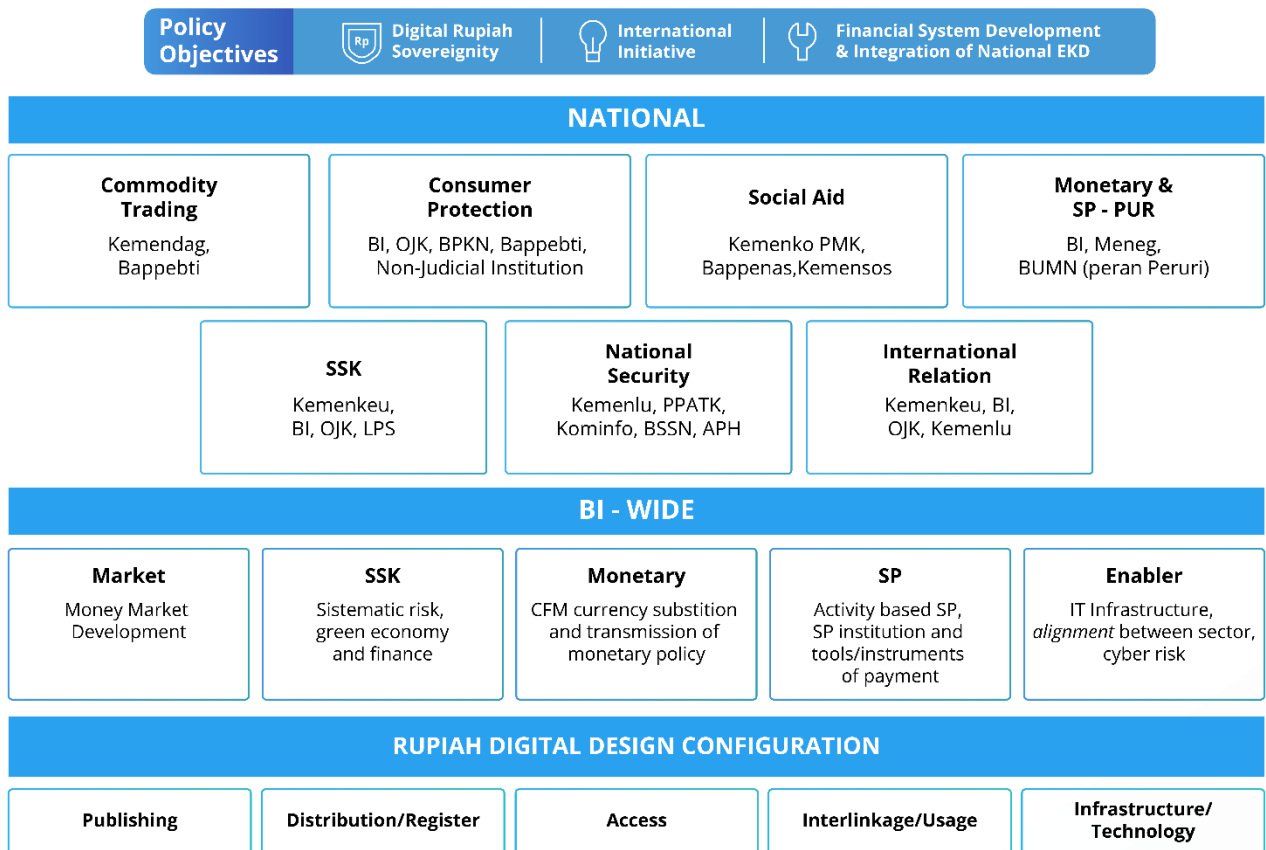 Policy
Objectives
Rp
Digital Rupiah
Sovereignity
International
Initiative
Financial System Development
& Integration of National EKD
NATIONAL
Commodity
Trading
Kemendag,
Bappebti
Consumer
Protection
BI, OJK, BPKN, Bappebti,
Non-Judicial Institution
Social Aid
Kemenko PMK,
Bappenas,Kemensos
Monetary &
SP - PUR
BI, Meneg,
BUMN (peran Peruri)
SSK
Kemenkeu,
BI, OJK, LPS
National
Security
Kemenlu, PPATK,
Kominfo, BSSN, APH
International
Relation
Kemenkeu, BI,
OJK, Kemenlu
BI - WIDE
Market
Money Market
Development
SSK
Sistematic risk,
green economy
and finance
Monetary
CFM currency substition
and transmission of
monetary policy
SP
Activity based SP,
SP institution and
tools/instruments
of payment
Enabler
IT Infrastructure,
alignment between sector,
cyber risk
RUPIAH DIGITAL DESIGN CONFIGURATION
Publishing
Distribution/Register
Access
Interlinkage/Usage
Infrastructure/
Technology